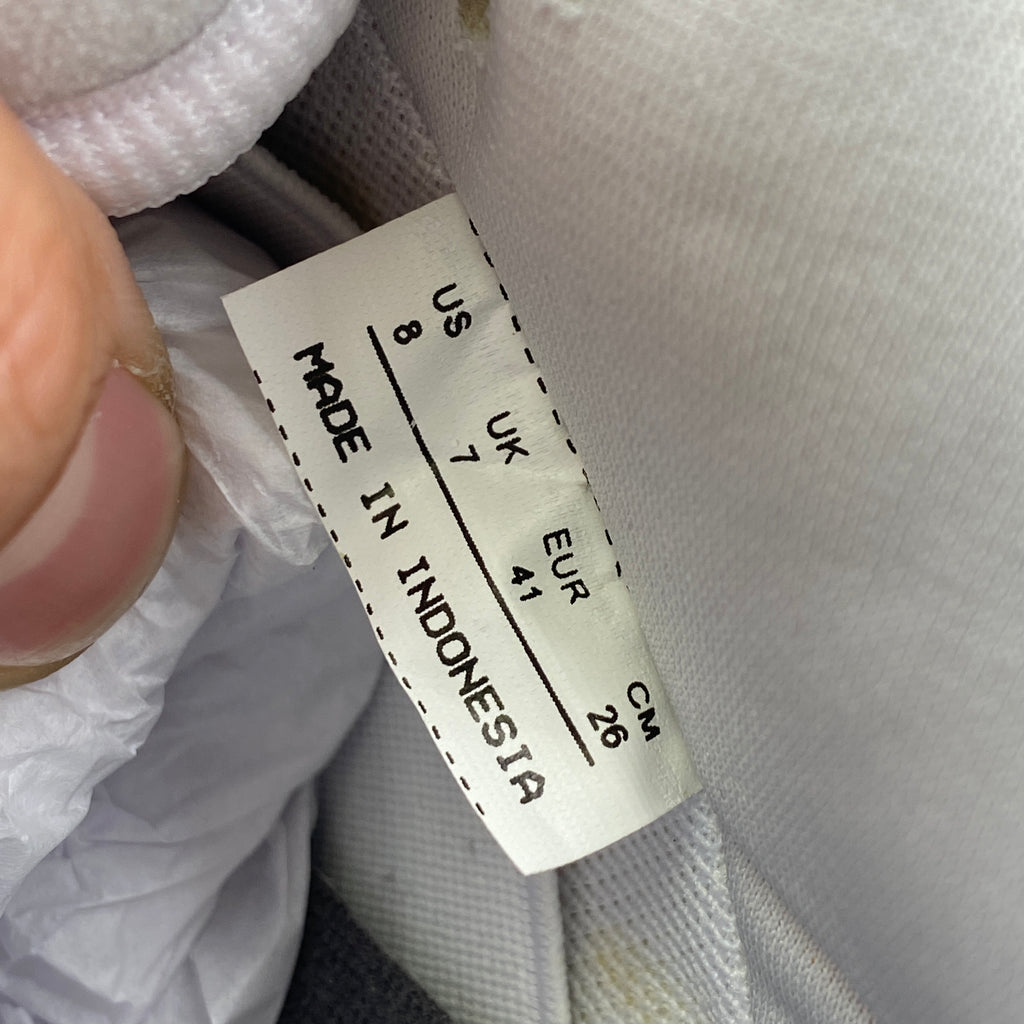 US UK EUR CM
8 7 41 26
MADE IN INDONESIA